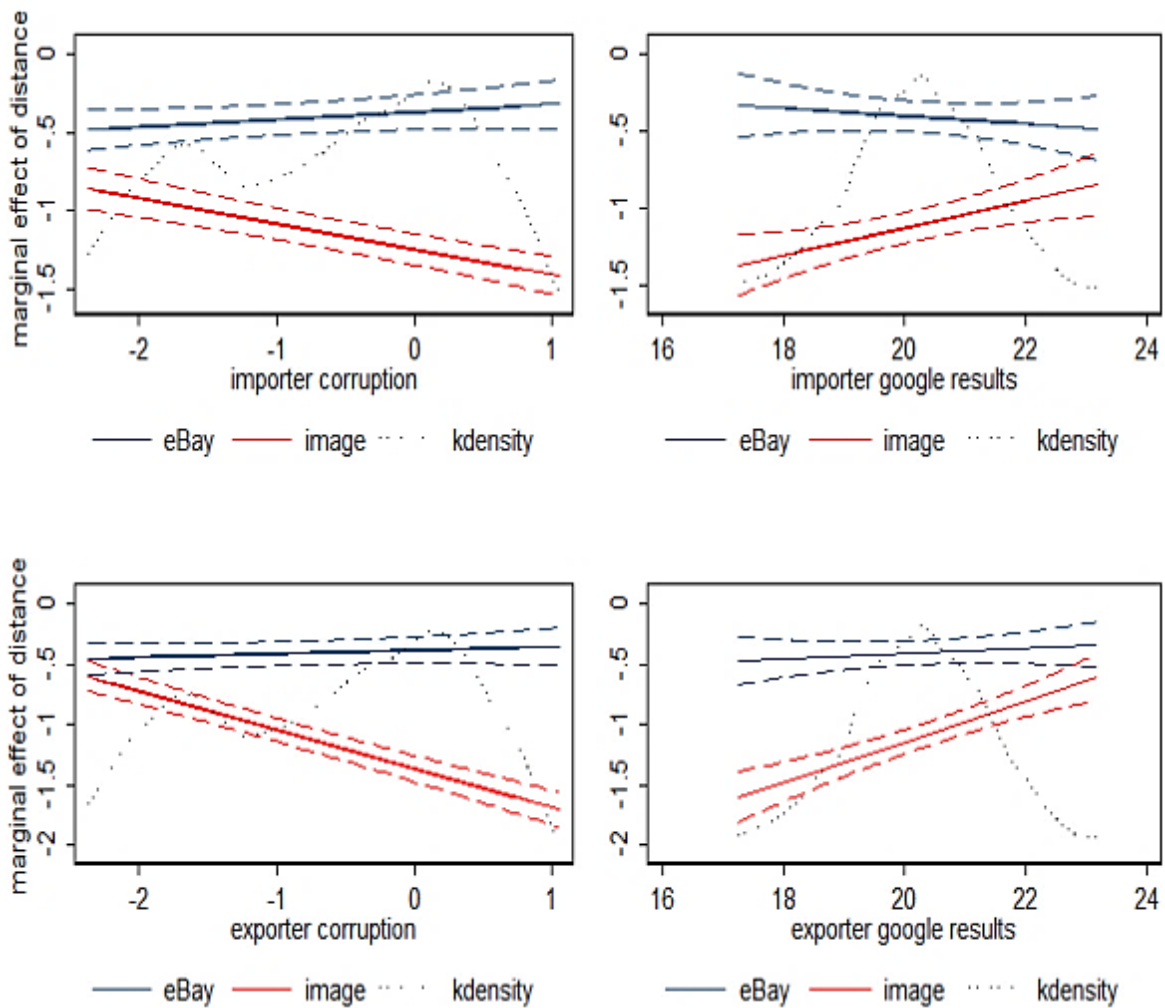 marginal effect of distance
0
-.5
-1
-1.5
-2 -1 0 1
importer corruption
eBay image kdensity
0
-.5
-1
-1.5
16 18 20 22 24
importer google results
eBay image kdensity
marginal effect of distance
0
-.5
-1
-1.5
-2
-2 -1 0 1
exporter corruption
eBay image kdensity
0
-.5
-1
-1.5
-2
16 18 20 22 24
exporter google results
eBay image kdensity